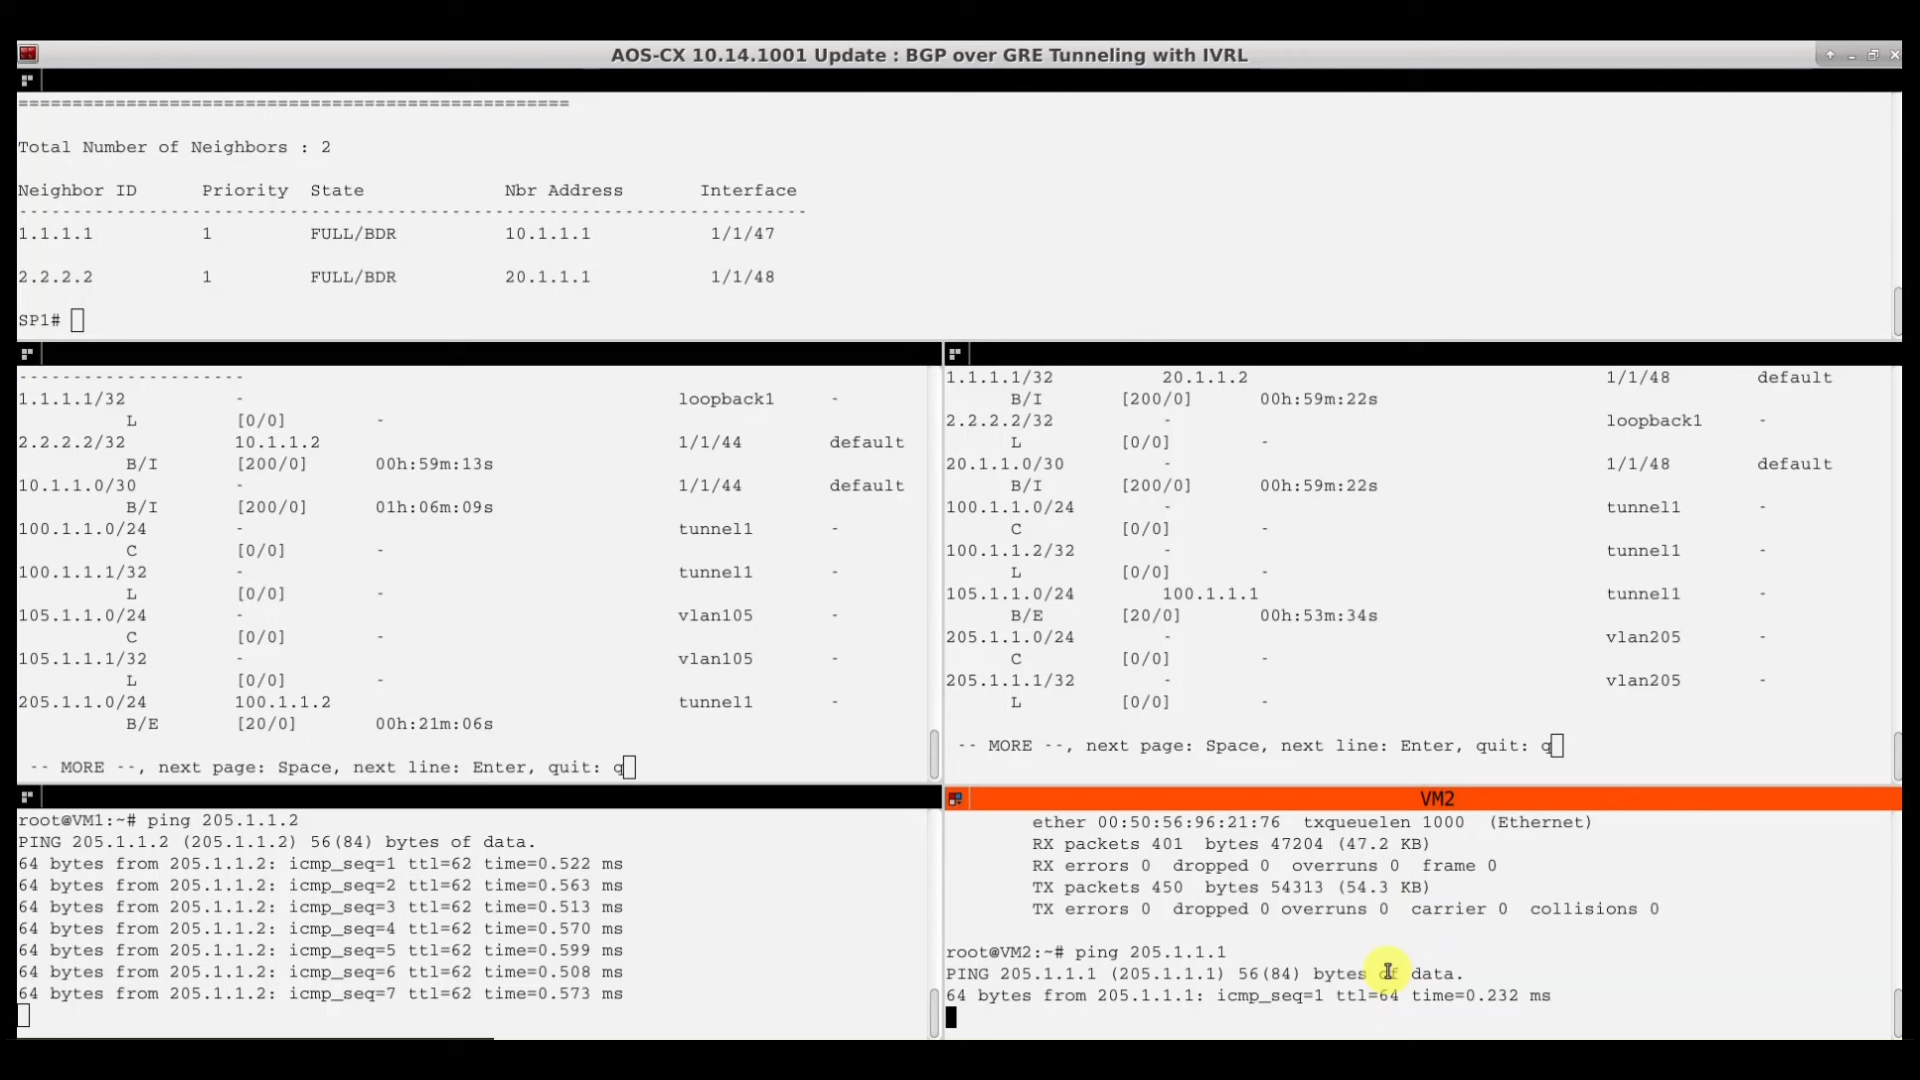 AOS-CX 10.14.1001 Update : BGP over GRE Tunneling with IVRL
===================================================
Total Number of Neighbors : 2
Neighbor ID      Priority  State             Nbr Address       Interface
-------------------------------------------------------------------------
1.1.1.1          1         FULL/BDR          10.1.1.1           1/1/47
2.2.2.2          1         FULL/BDR          20.1.1.1           1/1/48
SP1#
---------------------
1.1.1.1/32          -                                        loopback1     -
          L         [0/0]        -
2.2.2.2/32          10.1.1.2                                 1/1/44        default
          B/I       [200/0]      00h:59m:13s
10.1.1.0/30         -                                        1/1/44        default
          B/I       [200/0]      01h:06m:09s
100.1.1.0/24        -                                        tunnel1       -
          C         [0/0]        -
100.1.1.1/32        -                                        tunnel1       -
          L         [0/0]        -
105.1.1.0/24        -                                        vlan105       -
          C         [0/0]        -
105.1.1.1/32        -                                        vlan105       -
          L         [0/0]        -
205.1.1.0/24        100.1.1.2                                tunnel1       -
          B/E       [20/0]       00h:21m:06s
-- MORE --, next page: Space, next line: Enter, quit: q
1.1.1.1/32          20.1.1.2                                 1/1/48        default
      B/I       [200/0]      00h:59m:22s
2.2.2.2/32          -                                        loopback1     -
      L         [0/0]        -
20.1.1.0/30         -                                        1/1/48        default
      B/I       [200/0]      00h:59m:22s
100.1.1.0/24        -                                        tunnel1       -
      C         [0/0]        -
100.1.1.2/32        -                                        tunnel1       -
      L         [0/0]        -
105.1.1.0/24        100.1.1.1                                tunnel1       -
      B/E       [20/0]       00h:53m:34s
205.1.1.0/24        -                                        vlan205       -
      C         [0/0]        -
205.1.1.1/32        -                                        vlan205       -
      L         [0/0]        -
-- MORE --, next page: Space, next line: Enter, quit: q
root@VM1:~# ping 205.1.1.2
PING 205.1.1.2 (205.1.1.2) 56(84) bytes of data.
64 bytes from 205.1.1.2: icmp_seq=1 ttl=62 time=0.522 ms
64 bytes from 205.1.1.2: icmp_seq=2 ttl=62 time=0.563 ms
64 bytes from 205.1.1.2: icmp_seq=3 ttl=62 time=0.513 ms
64 bytes from 205.1.1.2: icmp_seq=4 ttl=62 time=0.570 ms
64 bytes from 205.1.1.2: icmp_seq=5 ttl=62 time=0.599 ms
64 bytes from 205.1.1.2: icmp_seq=6 ttl=62 time=0.508 ms
64 bytes from 205.1.1.2: icmp_seq=7 ttl=62 time=0.573 ms
VM2
ether 00:50:56:96:21:76  txqueuelen 1000  (Ethernet)
RX packets 401  bytes 47204 (47.2 KB)
RX errors 0  dropped 0  overruns 0  frame 0
TX packets 450  bytes 54313 (54.3 KB)
TX errors 0  dropped 0 overruns 0  carrier 0  collisions 0
root@VM2:~# ping 205.1.1.1
PING 205.1.1.1 (205.1.1.1) 56(84) bytes of data.
64 bytes from 205.1.1.1: icmp_seq=1 ttl=64 time=0.232 ms